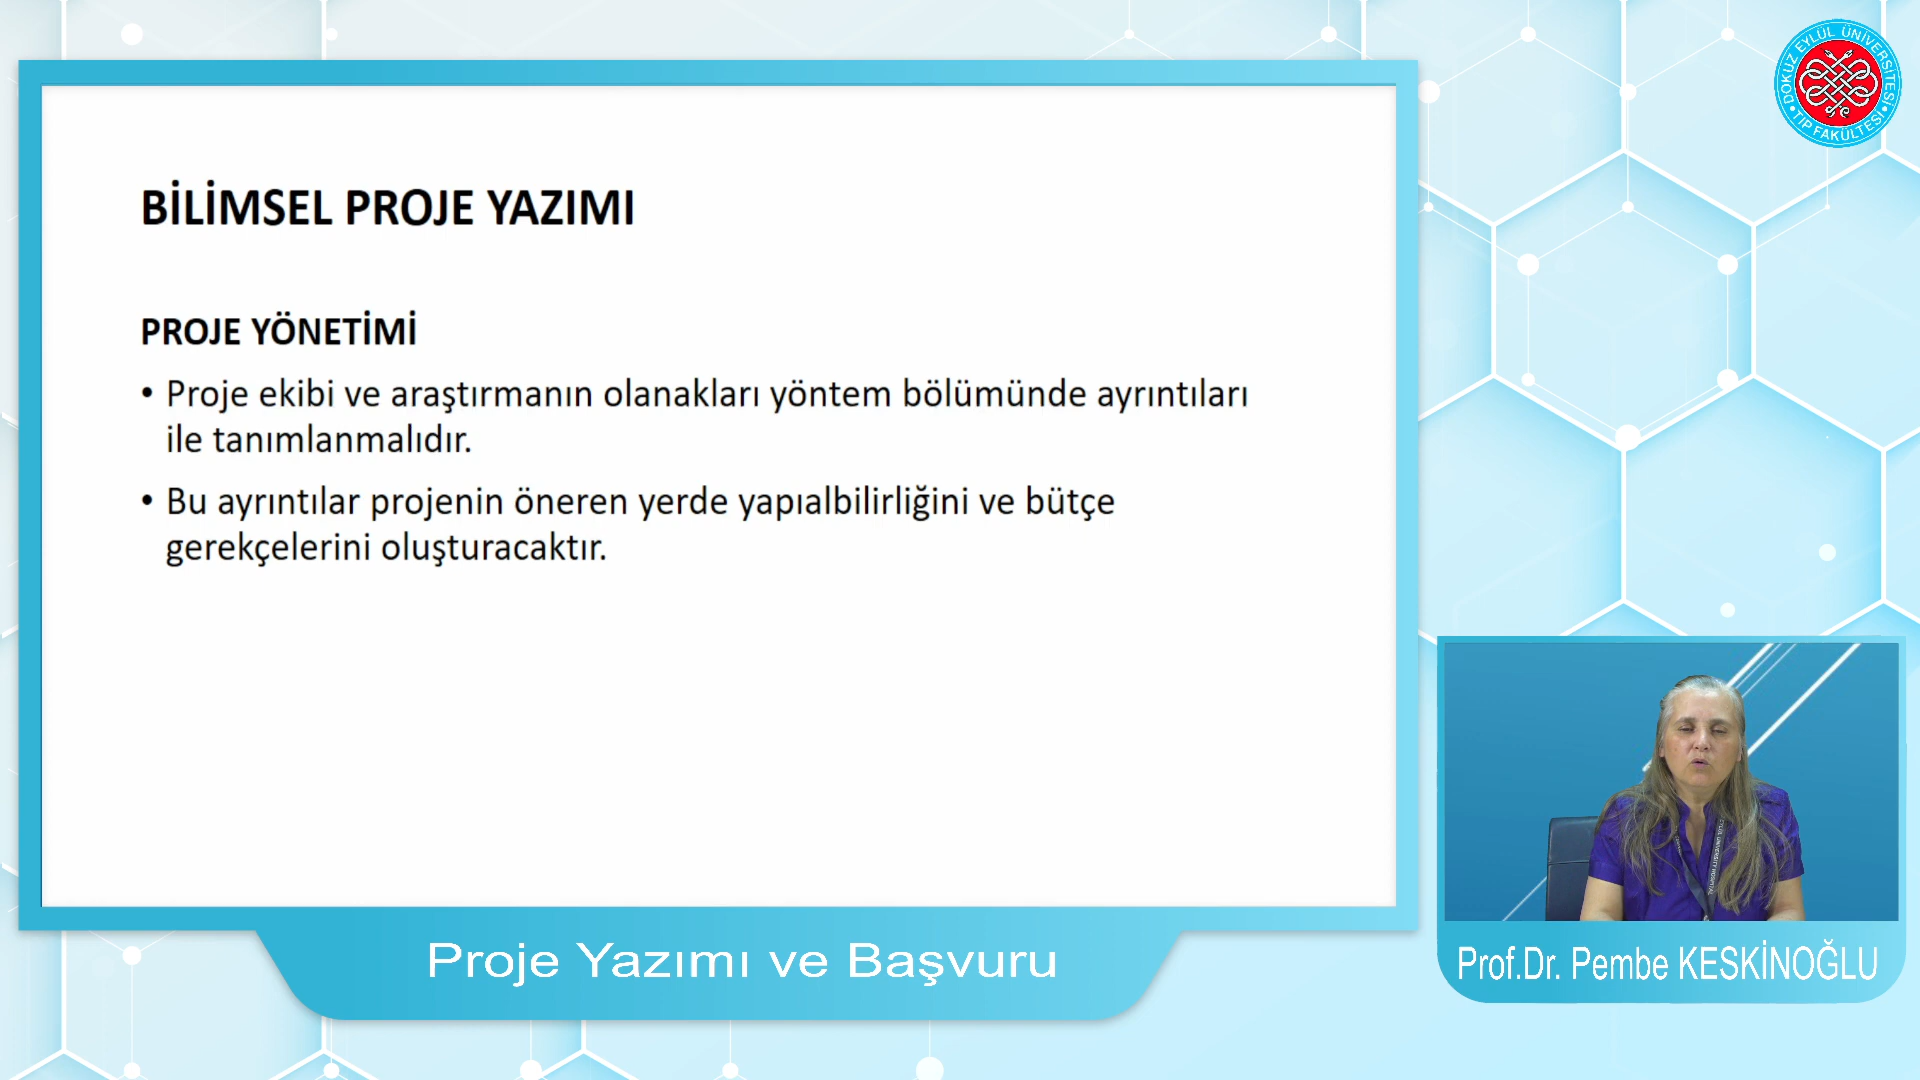 DOKUZ EYLÜL ÜNİVERSİTESİ
TIP FAKÜLTESİ
BİLİMSEL PROJE YAZIMI
PROJE YÖNETİMİ
• Proje ekibi ve araştırmanın olanakları yöntem bölümünde ayrıntıları
ile tanımlanmalıdır.
• Bu ayrıntılar projenin öneren yerde yapıalbilirliğini ve bütçe
gerekçelerini oluşturacaktır.
Proje Yazımı ve Başvuru
Prof.Dr. Pembe KESKİNOĞLU